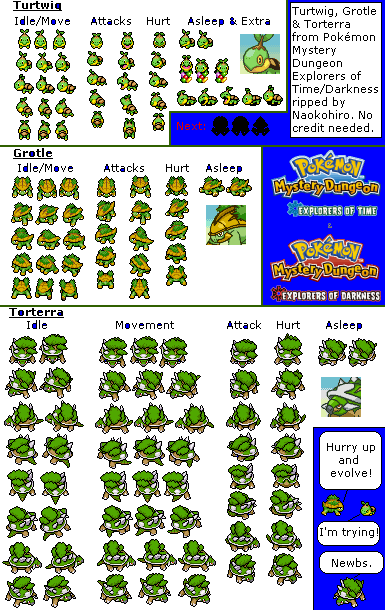 Turtwig
Idle/Move Attacks Hurt Asleep & Extra
Turtwig, Grotle
& Torterra
from Pokémon
Mystery
Dungeon
Explorers of
Time/Darkness
ripped by
Naokohiro. No
credit needed.
Next:
Grotle
Idle/Move Attacks Hurt Asleep
POKÉMON
Mystery Dungeon
EXPLORERS OF TIME
&
POKÉMON
Mystery Dungeon
EXPLORERS OF DARKNESS
Torterra
Idle Movement Attack Hurt Asleep
Hurry up
and
evolve!
I'm trying!
Newbs.